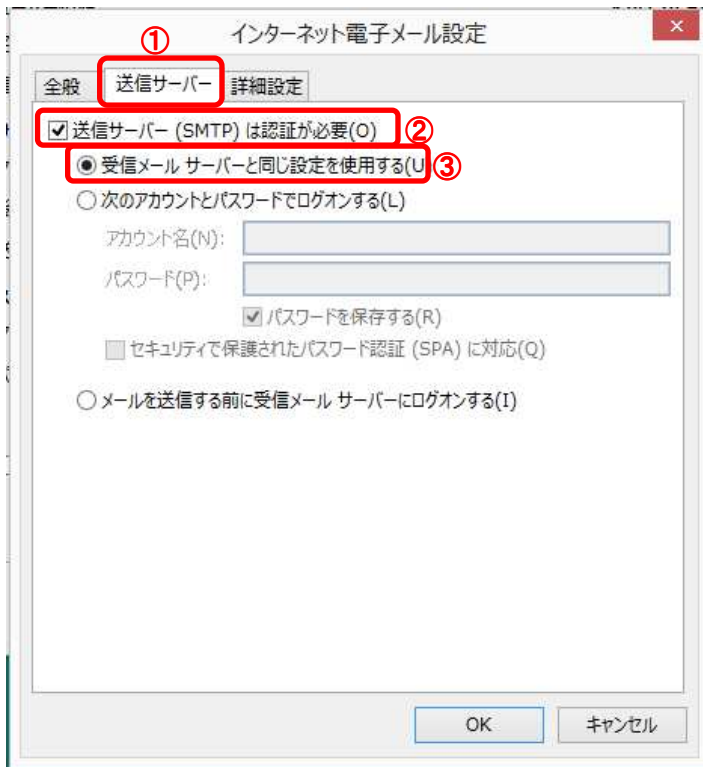 ①
インターネット電子メール設定
全般 送信サーバー 詳細設定
送信サーバー (SMTP) は認証が必要(O) ②
受信メール サーバーと同じ設定を使用する(U ③
次のアカウントとパスワードでログオンする(L)
アカウント名(N):
パスワード(P):
パスワードを保存する(R)
セキュリティで保護されたパスワード認証 (SPA) に対応(Q)
メールを送信する前に受信メール サーバーにログオンする(I)
OK キャンセル